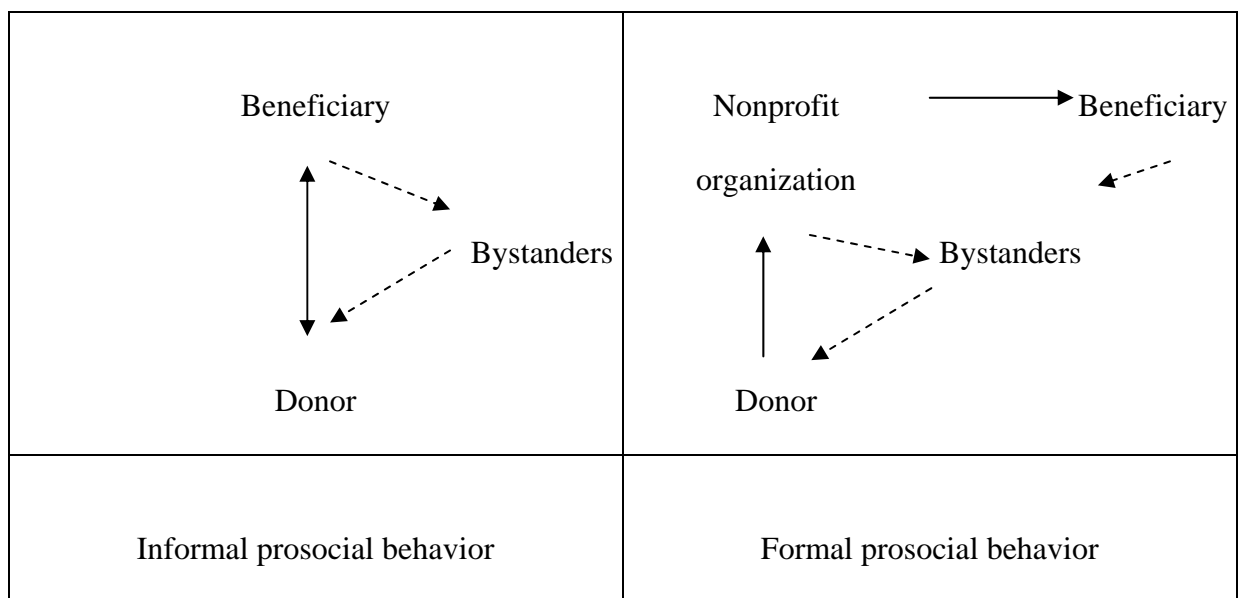 Beneficiary
Bystanders
Donor
Nonprofit
organization
Beneficiary
Bystanders
Donor
Informal prosocial behavior
Formal prosocial behavior